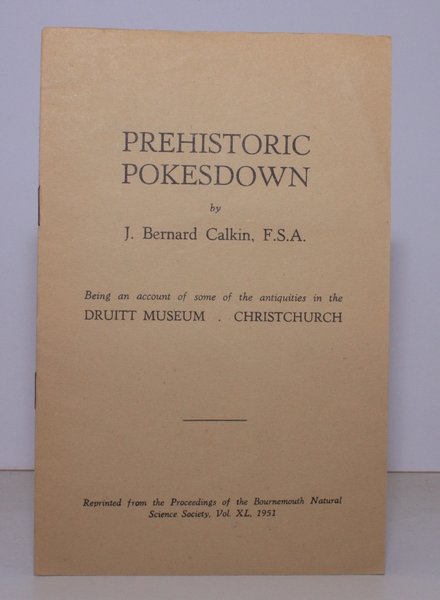 PREHISTORIC
POKESDOWN
by
J. Bernard Calkin, F.S.A.
Being an account of some of the antiquities in the
DRUITT MUSEUM . CHRISTCHURCH
Reprinted from the Proceedings of the Bournemouth Natural
Science Society, Vol. XL, 1951